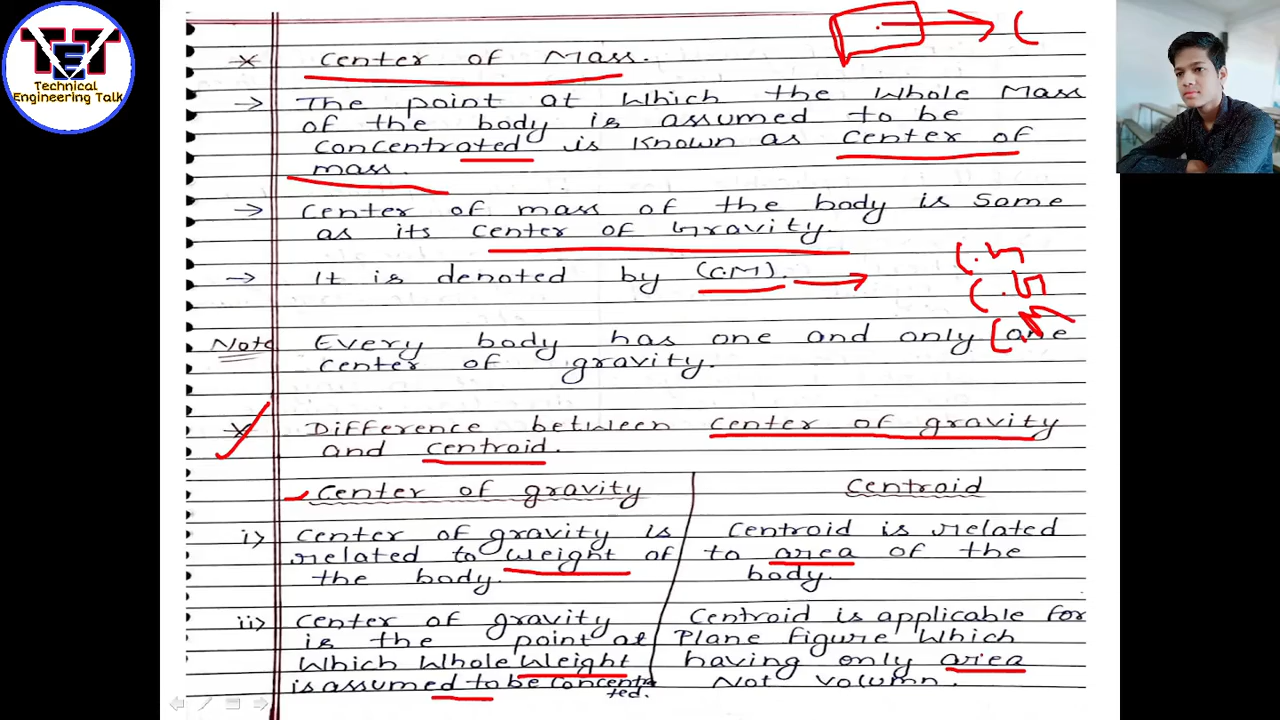 TET
Technical
Engineering Talk
* Center of Mass.
→ The point at Which the Whole Mass
of the body is assumed to be
concentrated is known as center of
mass.
→ Center of mass of the body is same
as its center of Gravity.
→ It is denoted by (C.M).
C.M
C.G
CM
Note Every body has one and only one
center of gravity.
* Difference between center of gravity
and centroid.
Center of gravity
Centroid
i) Center of gravity is
related to Weight of
the body.
Centroid is related
to area of the
body.
ii) Center of gravity
is the point at
Which Whole Weight
is assumed to be Concentrated.
Centroid is applicable for
Plane figure Which
having only area
Not volumn.